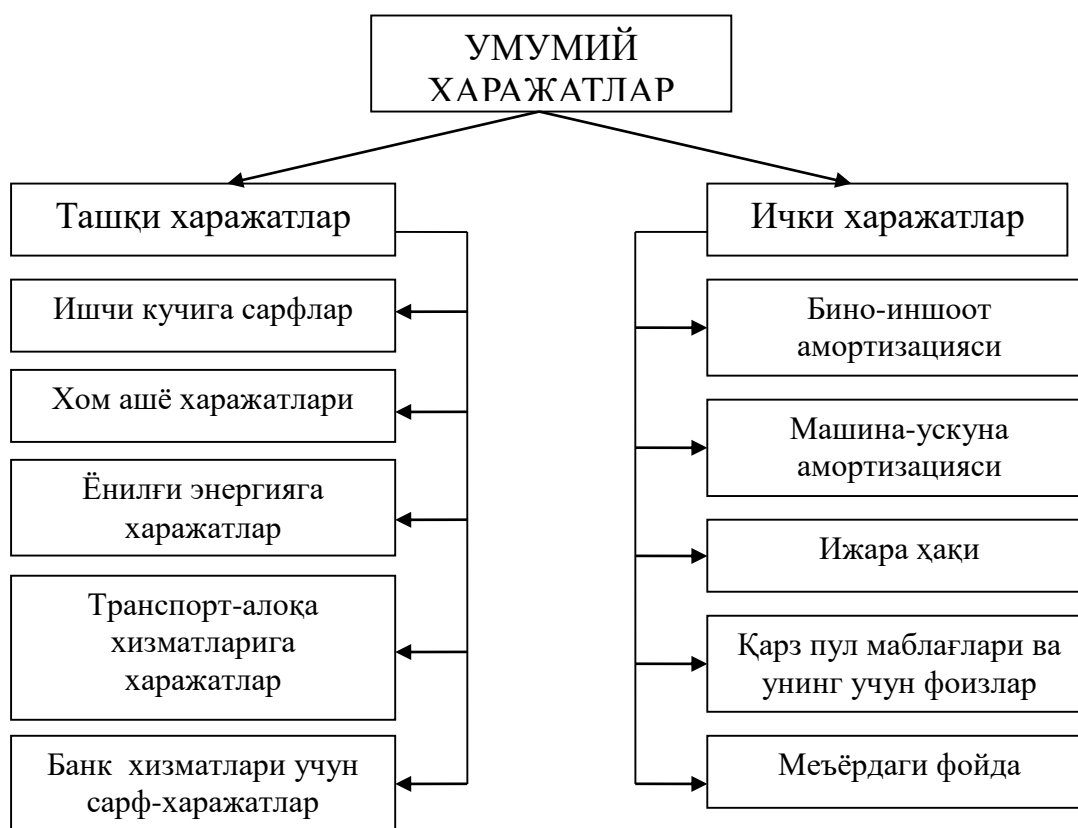 УМУМИЙ
ХАРАЖАТЛАР
Ташқи харажатлар
Ишчи кучига сарфлар
Хом ашё харажатлари
Ёнилғи энергияга
харажатлар
Транспорт-алоқа
хизматларига
харажатлар
Банк хизматлари учун
сарф-харажатлар
Ички харажатлар
Бино-иншоот
амортизацияси
Машина-ускуна
амортизацияси
Ижара ҳақи
Қарз пул маблағлари ва
унинг учун фоизлар
Меъёрдаги фойда